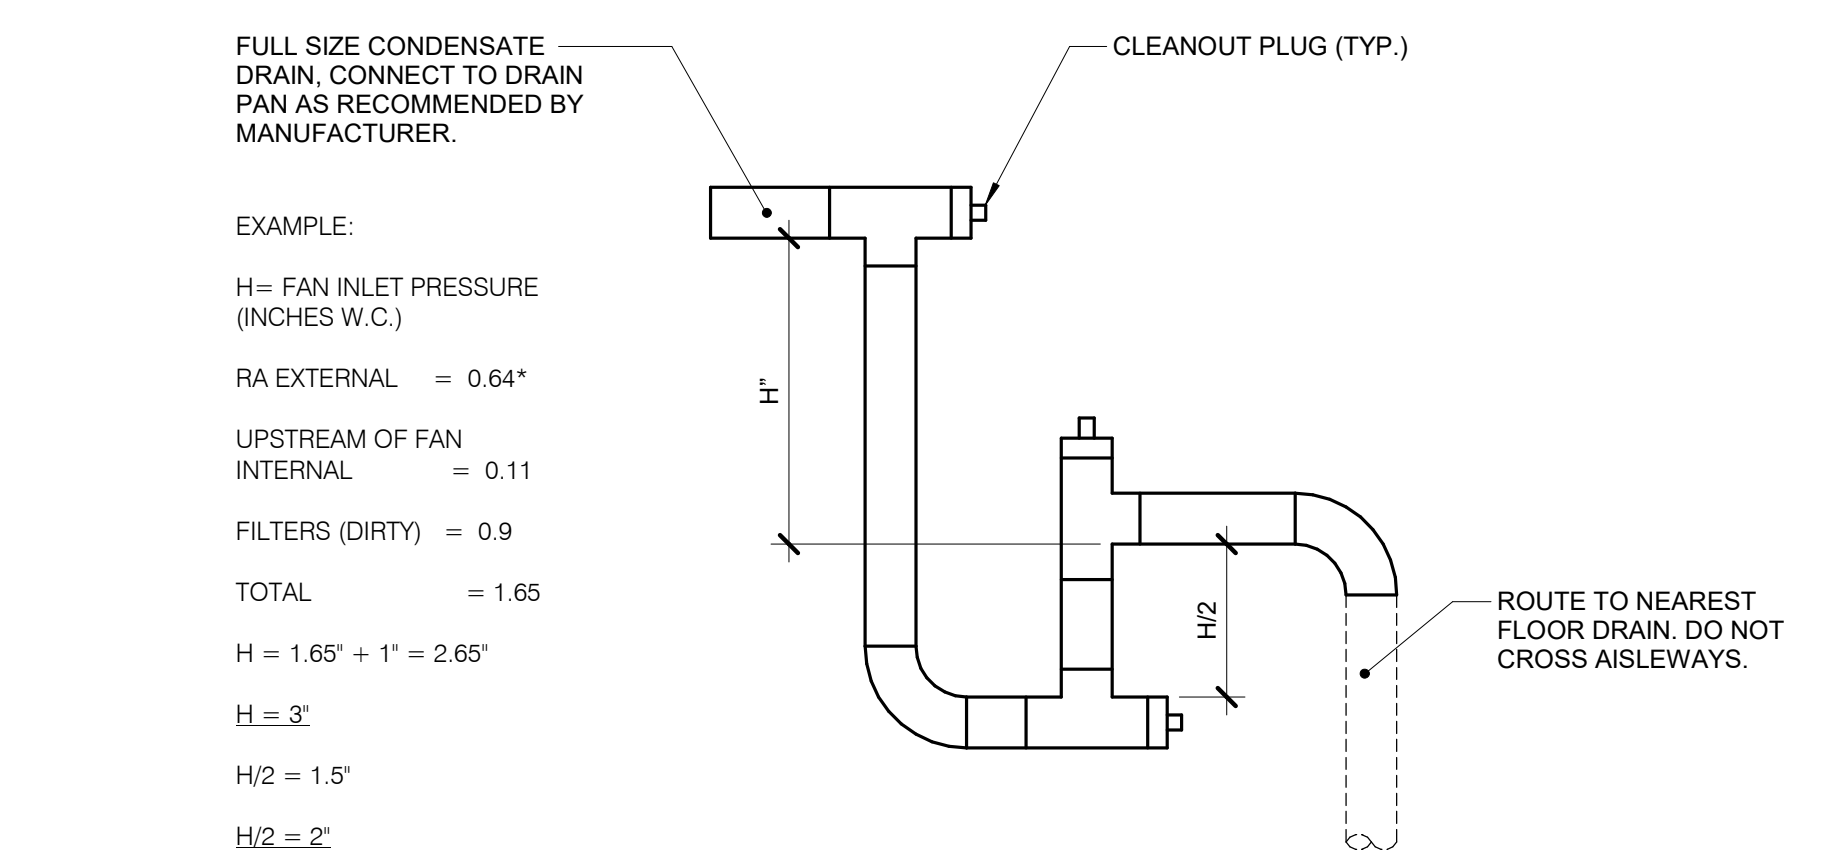 FULL SIZE CONDENSATE
DRAIN, CONNECT TO DRAIN
PAN AS RECOMMENDED BY
MANUFACTURER.
CLEANOUT PLUG (TYP.)
EXAMPLE:
H= FAN INLET PRESSURE
(INCHES W.C.)
RA EXTERNAL = 0.64*
UPSTREAM OF FAN
INTERNAL = 0.11
FILTERS (DIRTY) = 0.9
TOTAL = 1.65
H = 1.65" + 1" = 2.65"
H = 3"
H/2 = 1.5"
H/2 = 2"
H”
H/2
ROUTE TO NEAREST
FLOOR DRAIN. DO NOT
CROSS AISLEWAYS.